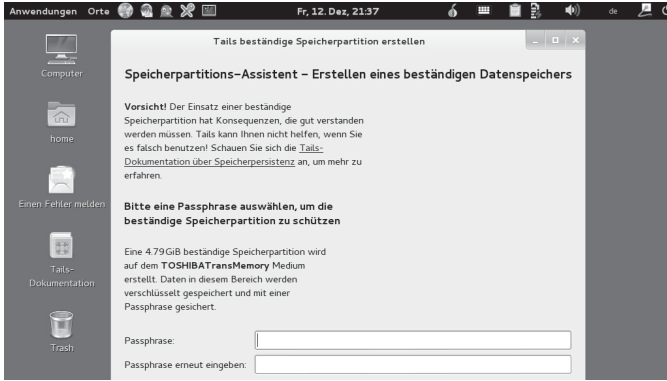 Anwendungen Orte Fr, 12. Dez, 21:37 de
Tails beständige Speicherpartition erstellen
Computer
home
Einen Fehler melden
Tails-
Dokumentation
Trash
Speicherpartitions-Assistent - Erstellen eines beständigen Datenspeichers
Vorsicht! Der Einsatz einer beständige
Speicherpartition hat Konsequenzen, die gut verstanden
werden müssen. Tails kann Ihnen nicht helfen, wenn Sie
es falsch benutzen! Schauen Sie sich die Tails-
Dokumentation über Speicherpersistenz an, um mehr zu
erfahren.
Bitte eine Passphrase auswählen, um die
beständige Speicherpartition zu schützen
Eine 4.79GiB beständige Speicherpartition wird
auf dem TOSHIBATransMemory Medium
erstellt. Daten in diesem Bereich werden
verschlüsselt gespeichert und mit einer
Passphrase gesichert.
Passphrase:
Passphrase erneut eingeben: